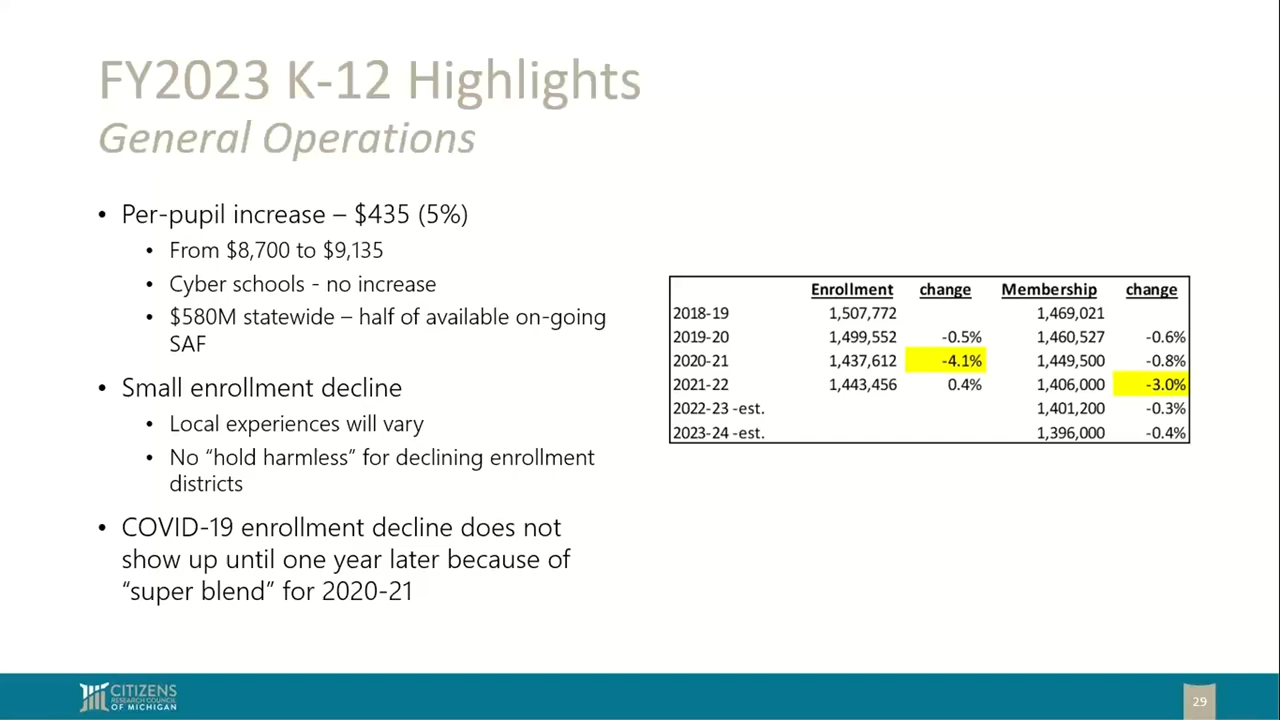 FY2023 K-12 Highlights
General Operations
• Per-pupil increase – $435 (5%)
• From $8,700 to $9,135
• Cyber schools - no increase
• $580M statewide – half of available on-going
SAF
• Small enrollment decline
• Local experiences will vary
• No “hold harmless” for declining enrollment
districts
• COVID-19 enrollment decline does not
show up until one year later because of
“super blend” for 2020-21
Enrollment change Membership change
2018-19 1,507,772 1,469,021
2019-20 1,499,552 -0.5% 1,460,527 -0.6%
2020-21 1,437,612 -4.1% 1,449,500 -0.8%
2021-22 1,443,456 0.4% 1,406,000 -3.0%
2022-23 -est. 1,401,200 -0.3%
2023-24 -est. 1,396,000 -0.4%
CITIZENS
RESEARCH COUNCIL
OF MICHIGAN
29